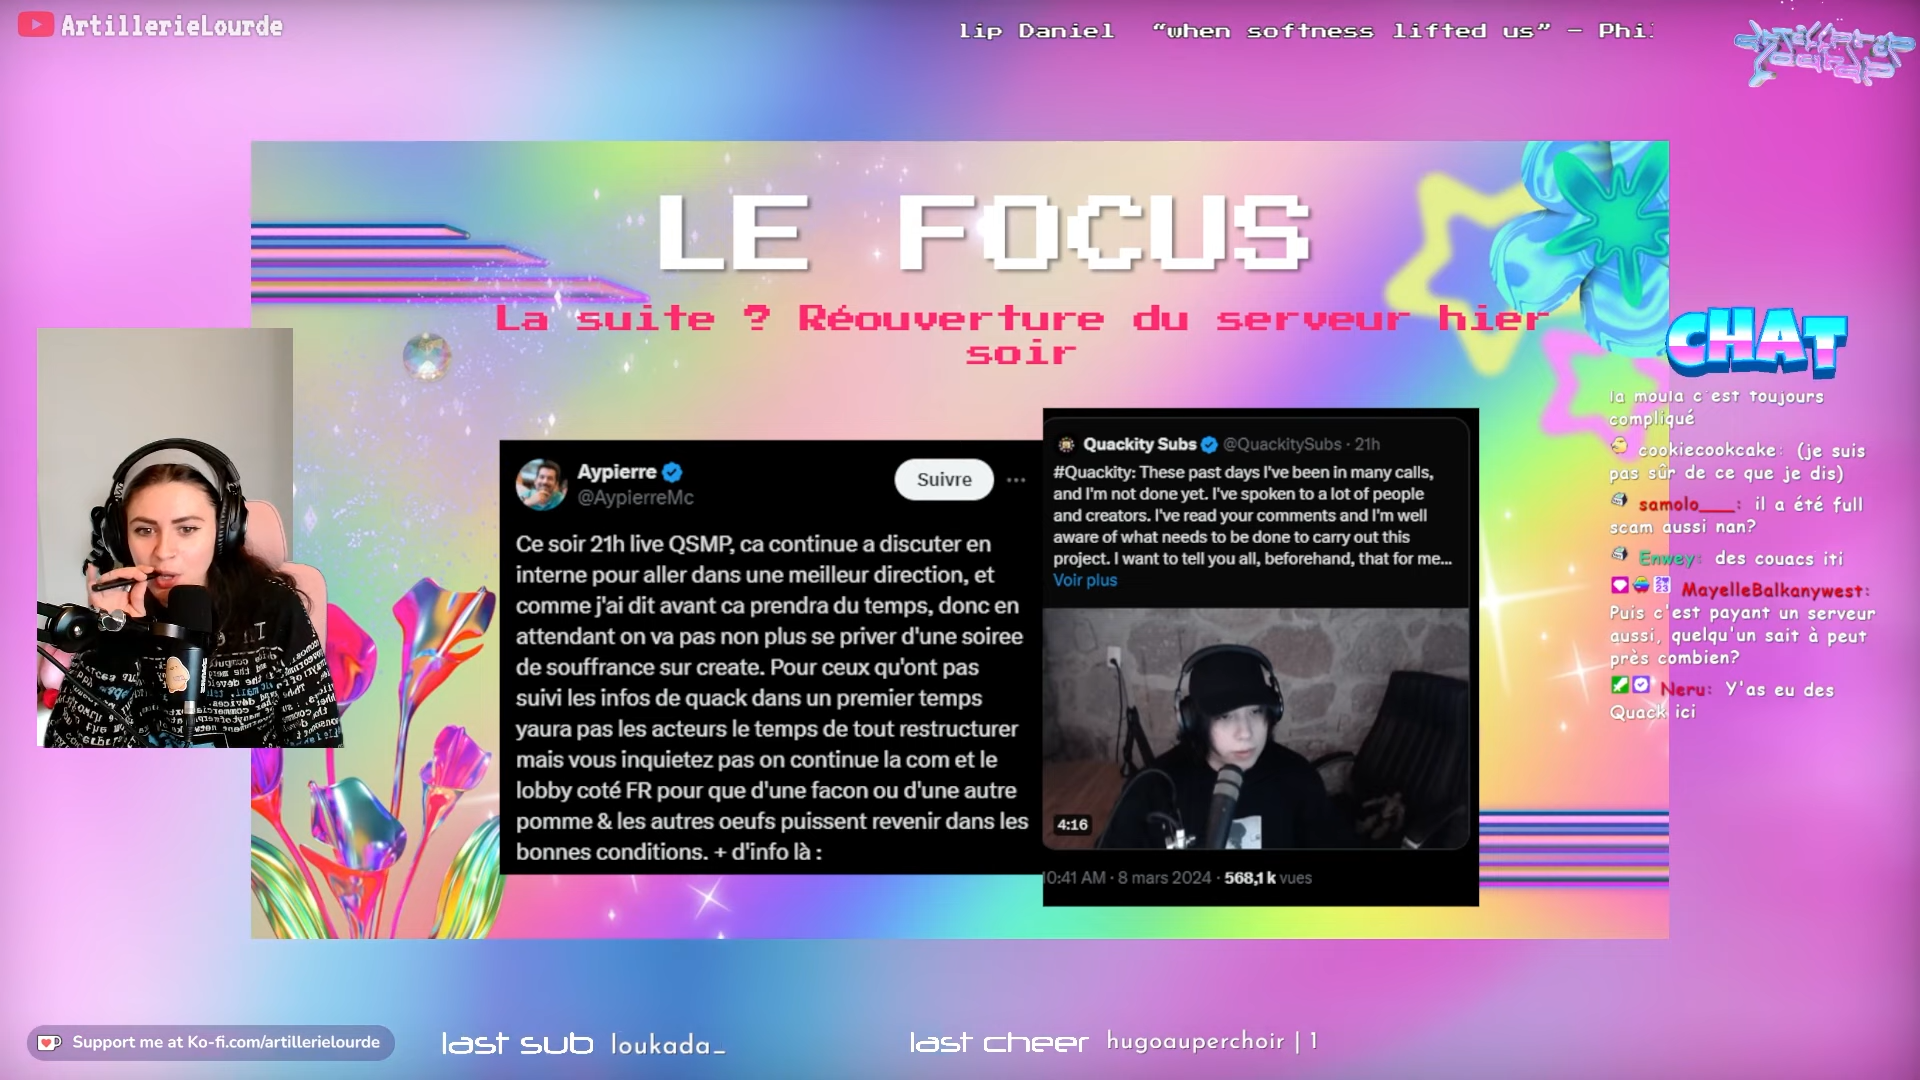 ArtillerieLourde
lip Daniel "when softness lifted us" – Phil
LE FOCUS
La suite ? Réouverture du serveur hier
soir
Aypierre
@AypierreMc
Suivre
Ce soir 21h live QSMP, ca continue a discuter en
interne pour aller dans une meilleur direction, et
comme j'ai dit avant ca prendra du temps, donc en
attendant on va pas non plus se priver d'une soiree
de souffrance sur create. Pour ceux qu'ont pas
suivi les infos de quack dans un premier temps
yaura pas les acteurs le temps de tout restructurer
mais vous inquietez pas on continue la com et le
lobby coté FR pour que d'une facon ou d'une autre
pomme & les autres oeufs puissent revenir dans les
bonnes conditions. + d'info là :
Quackity Subs @QuackitySubs · 21h
#Quackity: These past days I've been in many calls,
and I'm not done yet. I've spoken to a lot of people
and creators. I've read your comments and I'm well
aware of what needs to be done to carry out this
project. I want to tell you all, beforehand, that for me...
Voir plus
4:16
10:41 AM · 8 mars 2024 · 568,1 k vues
CHAT
la moula c'est toujours
compliqué
cookiecookcake: (je suis
pas sûr de ce que je dis)
samolo___: il a été full
scam aussi nan?
Enwey: des couacs iti
MayelleBalkanywest:
Puis c'est payant un serveur
aussi, quelqu'un sait à peut
près combien?
Neru: Y'as eu des
Quack ici
Support me at Ko-fi.com/artillerielourde
last sub loukada_
last cheer hugoauperchoir | 1